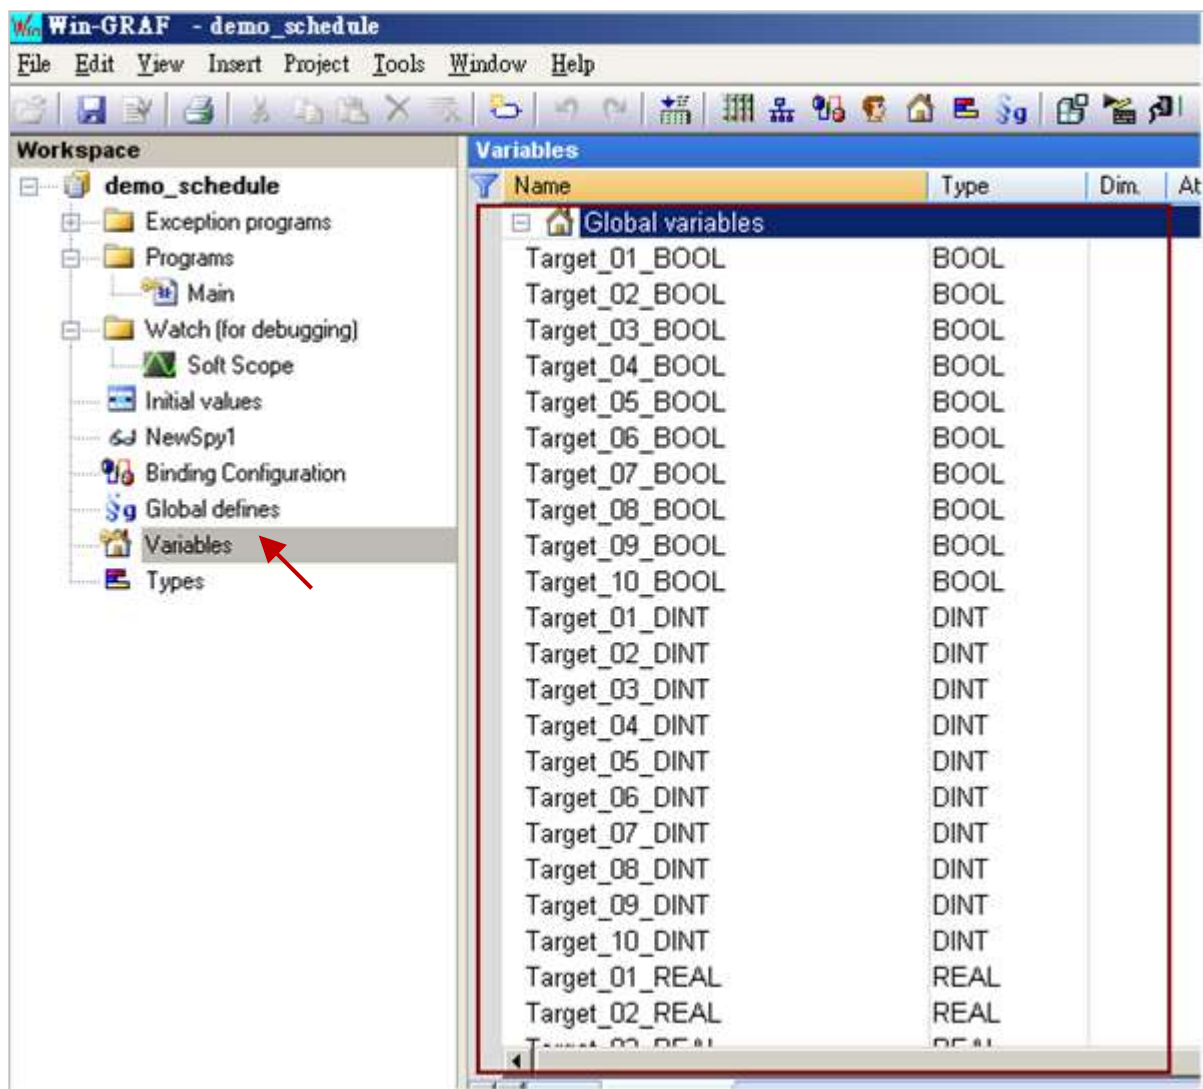 Win-GRAF - demo_schedule
File Edit View Insert Project Tools Window Help
Workspace
demo_schedule
Exception programs
Programs
Main
Watch (for debugging)
Soft Scope
Initial values
NewSpy1
Binding Configuration
Global defines
Variables
Types
Variables
Name Type Dim. At
Global variables
Target_01_BOOL BOOL
Target_02_BOOL BOOL
Target_03_BOOL BOOL
Target_04_BOOL BOOL
Target_05_BOOL BOOL
Target_06_BOOL BOOL
Target_07_BOOL BOOL
Target_08_BOOL BOOL
Target_09_BOOL BOOL
Target_10_BOOL BOOL
Target_01_DINT DINT
Target_02_DINT DINT
Target_03_DINT DINT
Target_04_DINT DINT
Target_05_DINT DINT
Target_06_DINT DINT
Target_07_DINT DINT
Target_08_DINT DINT
Target_09_DINT DINT
Target_10_DINT DINT
Target_01_REAL REAL
Target_02_REAL REAL